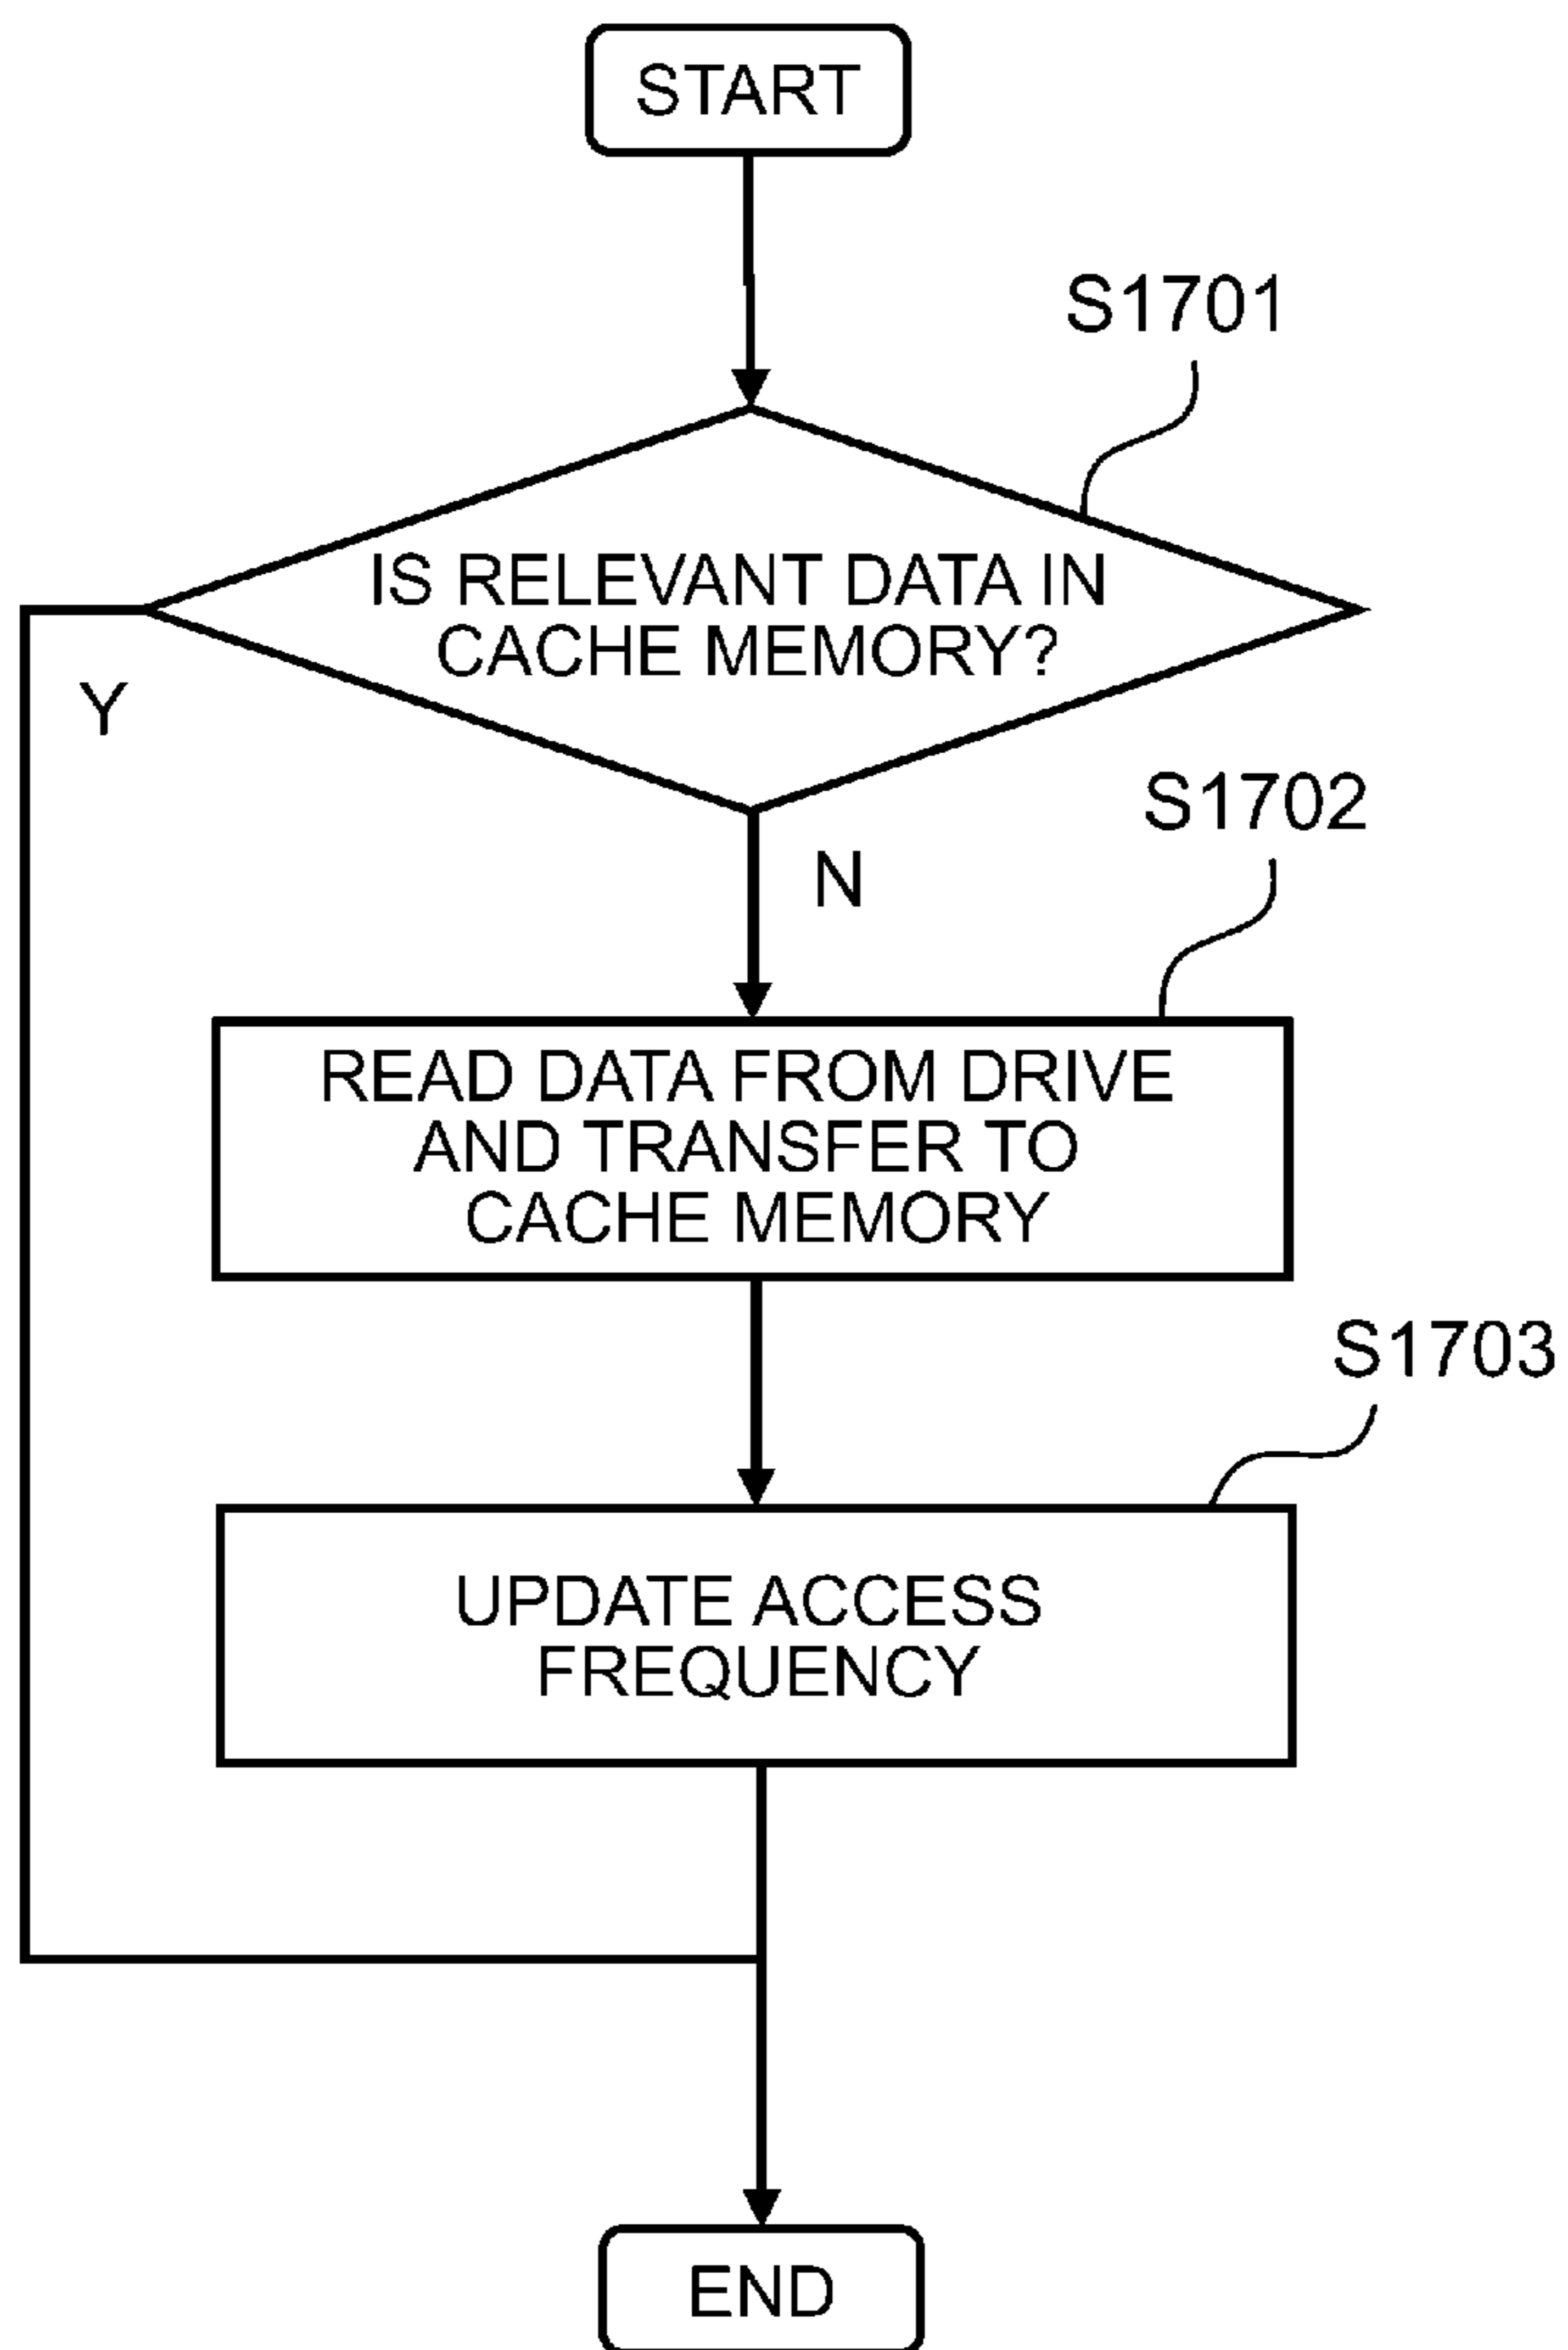 START
S1701
IS RELEVANT DATA IN
CACHE MEMORY?
Y
S1702
N
READ DATA FROM DRIVE
AND TRANSFER TO
CACHE MEMORY
S1703
UPDATE ACCESS
FREQUENCY
END